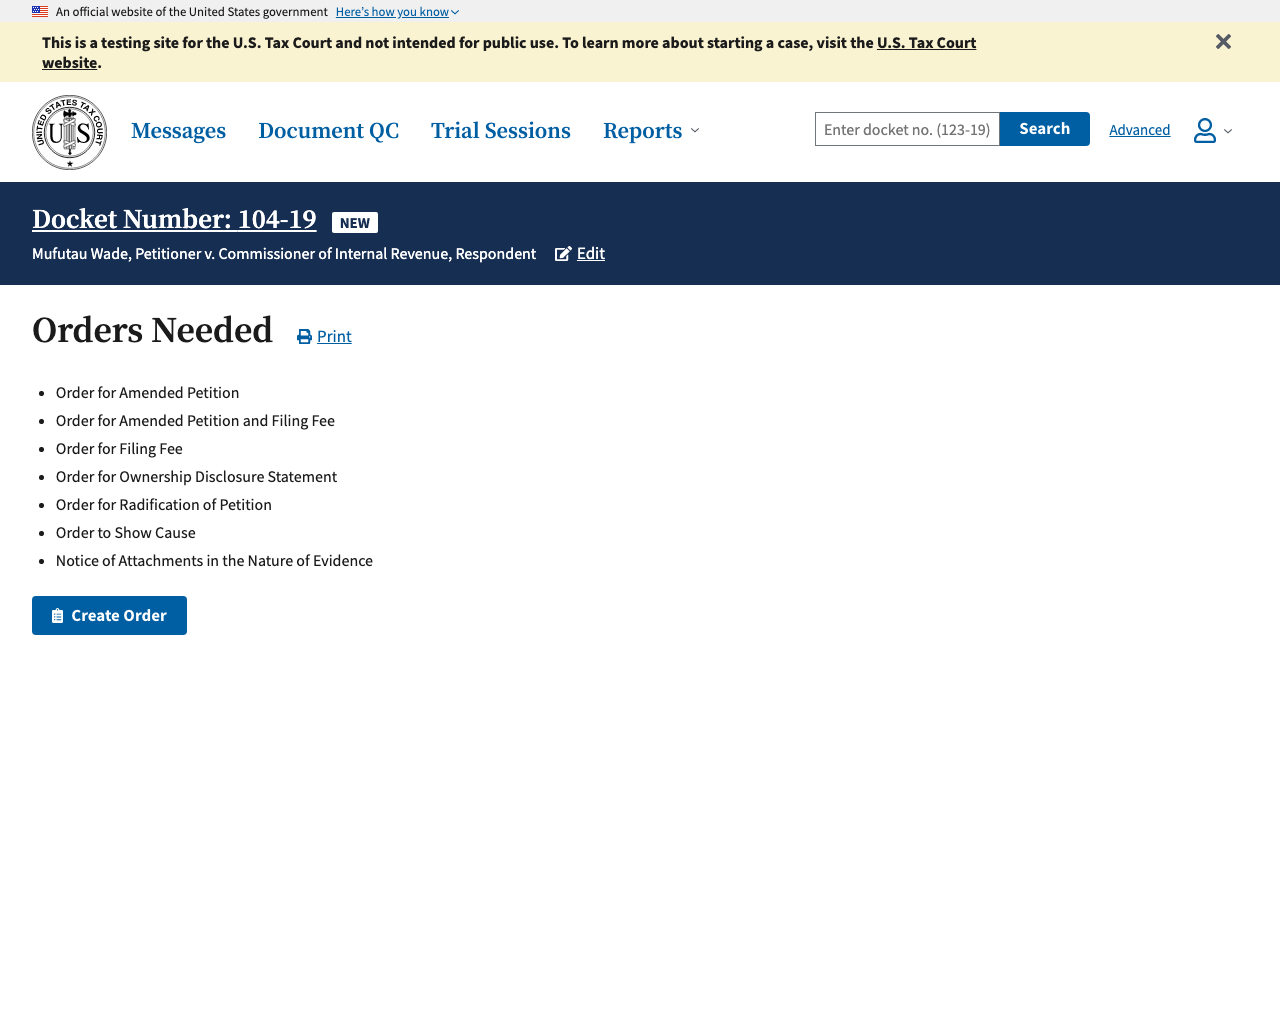 An official website of the United States government Here’s how you know
This is a testing site for the U.S. Tax Court and not intended for public use. To learn more about starting a case, visit the U.S. Tax Court
website.
UNITED STATES TAX COURT
US
Messages Document QC Trial Sessions Reports
Enter docket no. (123-19) Search Advanced
Docket Number: 104-19 NEW
Mufutau Wade, Petitioner v. Commissioner of Internal Revenue, Respondent Edit
Orders Needed Print
Order for Amended Petition
Order for Amended Petition and Filing Fee
Order for Filing Fee
Order for Ownership Disclosure Statement
Order for Radification of Petition
Order to Show Cause
Notice of Attachments in the Nature of Evidence
Create Order